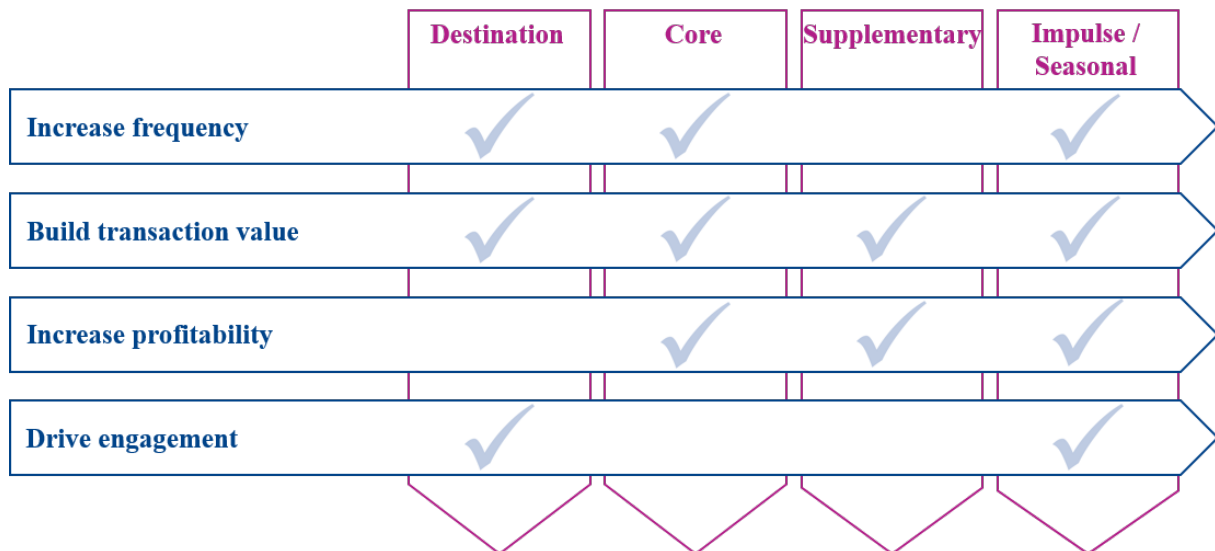 Destination
Core
Supplementary
Impulse /
Seasonal
Increase frequency
Build transaction value
Increase profitability
Drive engagement